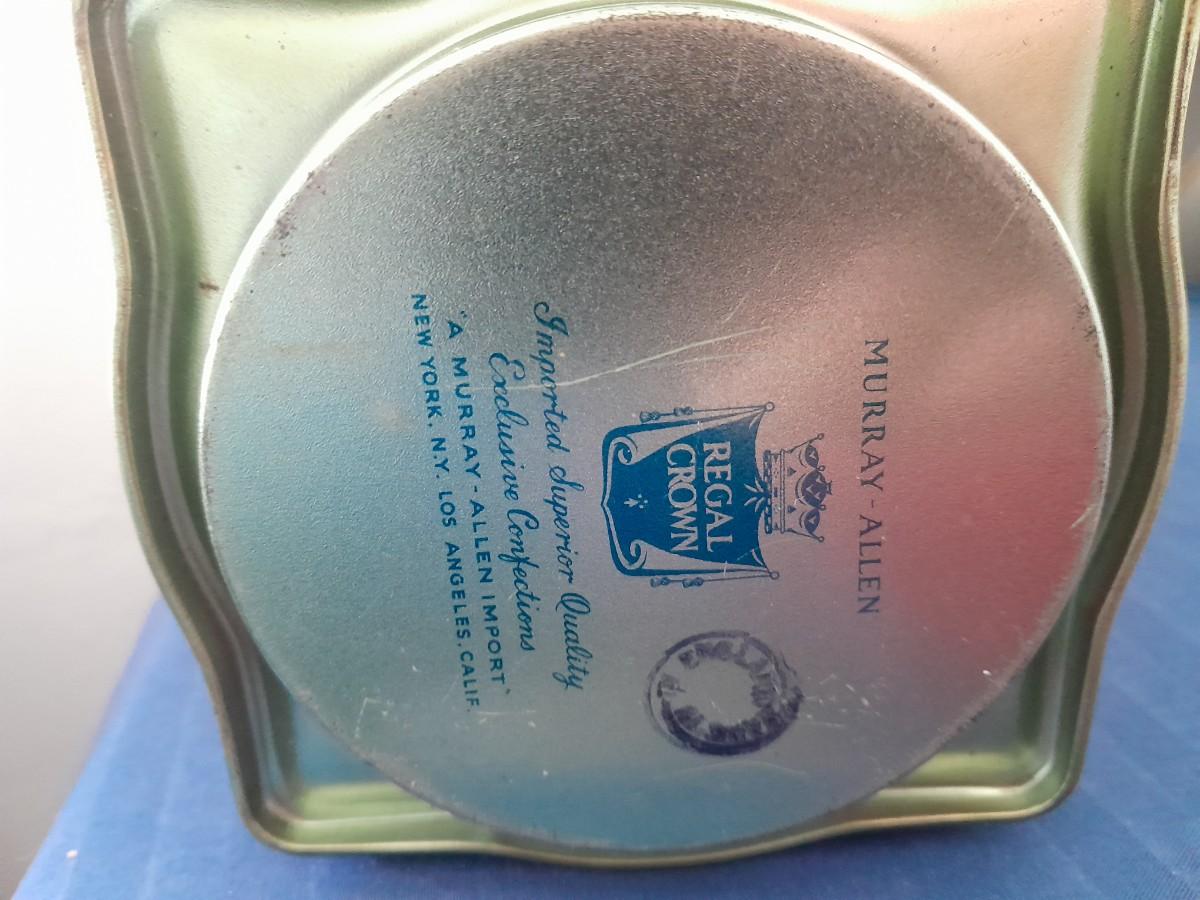 MURRAY-ALLEN
REGAL
CROWN
Imported Superior Quality
Exclusive Confections
"A MURRAY-ALLEN IMPORT"
NEW YORK. N.Y. LOS ANGELES, CALIF.